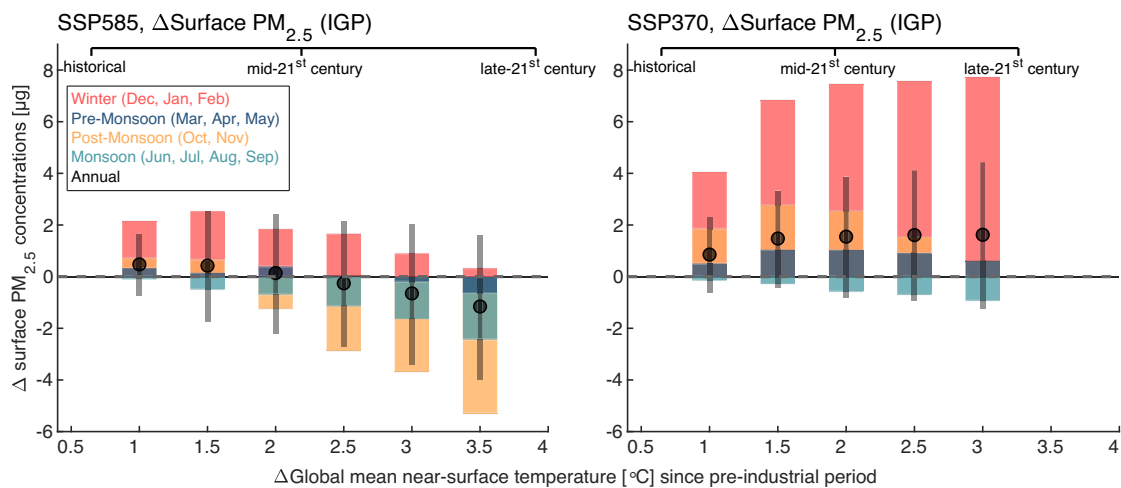 SSP585, ΔSurface PM2.5 (IGP)
historical
mid-21st century
late-21st century
Winter (Dec, Jan, Feb)
Pre-Monsoon (Mar, Apr, May)
Post-Monsoon (Oct, Nov)
Monsoon (Jun, Jul, Aug, Sep)
Annual
Δ surface PM2.5 concentrations [µg]
8
6
4
2
0
-2
-4
-6
0.5 1 1.5 2 2.5 3 3.5 4
SSP370, ΔSurface PM2.5 (IGP)
historical
mid-21st century
late-21st century
8
6
4
2
0
-2
-4
-6
0.5 1 1.5 2 2.5 3 3.5 4
ΔGlobal mean near-surface temperature [°C] since pre-industrial period